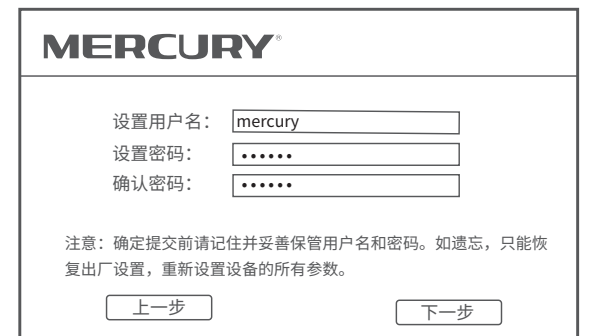 MERCURY®
设置用户名：mercury
设置密码：••••••
确认密码：••••••
注意：确定提交前请记住并妥善保管用户名和密码。如遗忘，只能恢
复出厂设置，重新设置设备的所有参数。
上一步 下一步